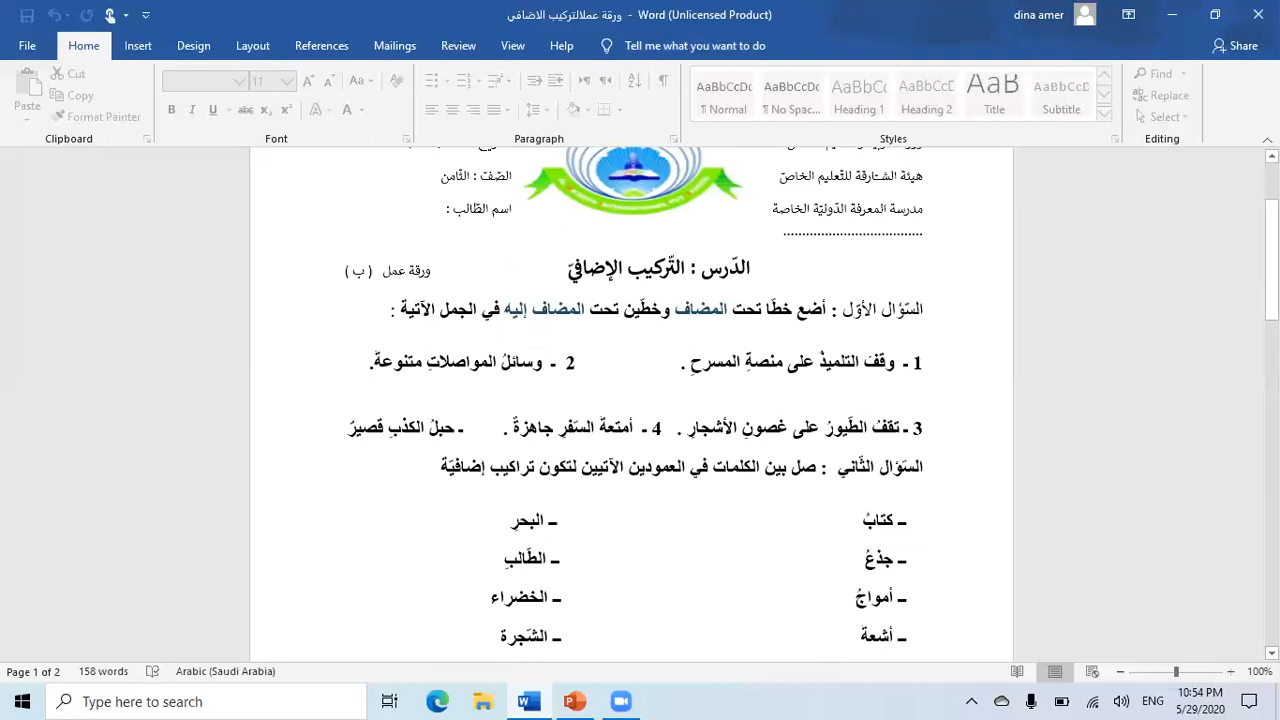 ورقة عملالتركيب الاضافي - Word (Unlicensed Product)
dina amer
File Home Insert Draw Design Layout References Mailings Review View Help Tell me what you want to do Share
Cut
Copy
Format Painter
Paste
Clipboard
11
Font
Paragraph
AaBbCcDc AaBbCcDc AaBbCc AaBbCcD AaB AaBbCcD
¶ Normal ¶ No Spac... Heading 1 Heading 2 Title Subtitle
Styles
Find
Replace
Select
Editing
هيئة الشارقة للتّعليم الخاصّ
الصّفّ : الثّامن
مدرسة المعرفة الدّوليّة الخاصة
اسم الطّالب :
....................................
الدّرس : التّركيب الإضافيّ
ورقة عمل ( ب )
السّؤال الأوّل : أضع خطّا تحت المضاف وخطّين تحت المضاف إليه في الجمل الآتية :
1 ـ وقفَ التلميذُ على منصةِ المسرحِ . 2 ـ وسائلُ المواصلاتِ متنوعةٌ.
3 ـ تقفُ الطّيورُ على غصونِ الأشجارِ . 4 ـ أمتعةُ السّفرِ جاهزةٌ . ـ حبلُ الكذبِ قصيرٌ
السّؤال الثّاني : صل بين الكلمات في العمودين الآتيين لتكون تراكيب إضافيّة
ـ كتابُ ـ البحرِ
ـ جذعُ ـ الطّالبِ
ـ أمواجُ ـ الخضراء
ـ أشعةُ ـ الشّجرة
Page 1 of 2 158 words Arabic (Saudi Arabia) 100%
Type here to search
ENG
10:54 PM
5/29/2020